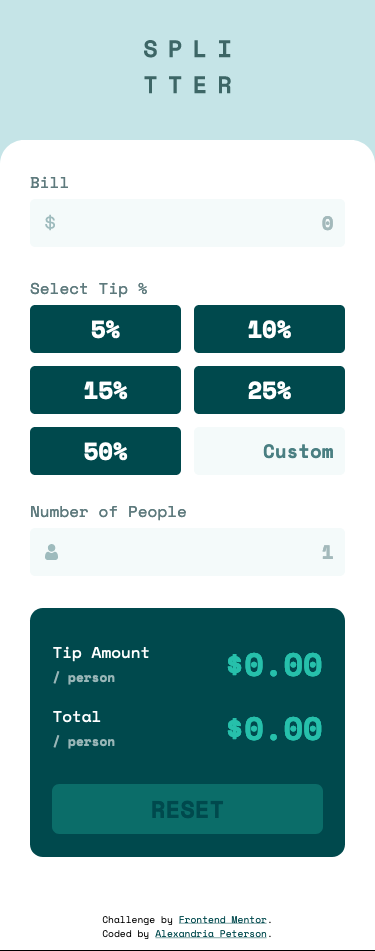 SPLI
TTER
Bill
$ 0
Select Tip %
5% 10%
15% 25%
50% Custom
Number of People
1
Tip Amount
/ person
$0.00
Total
/ person
$0.00
RESET
Challenge by Frontend Mentor.
Coded by Alexandria Peterson.